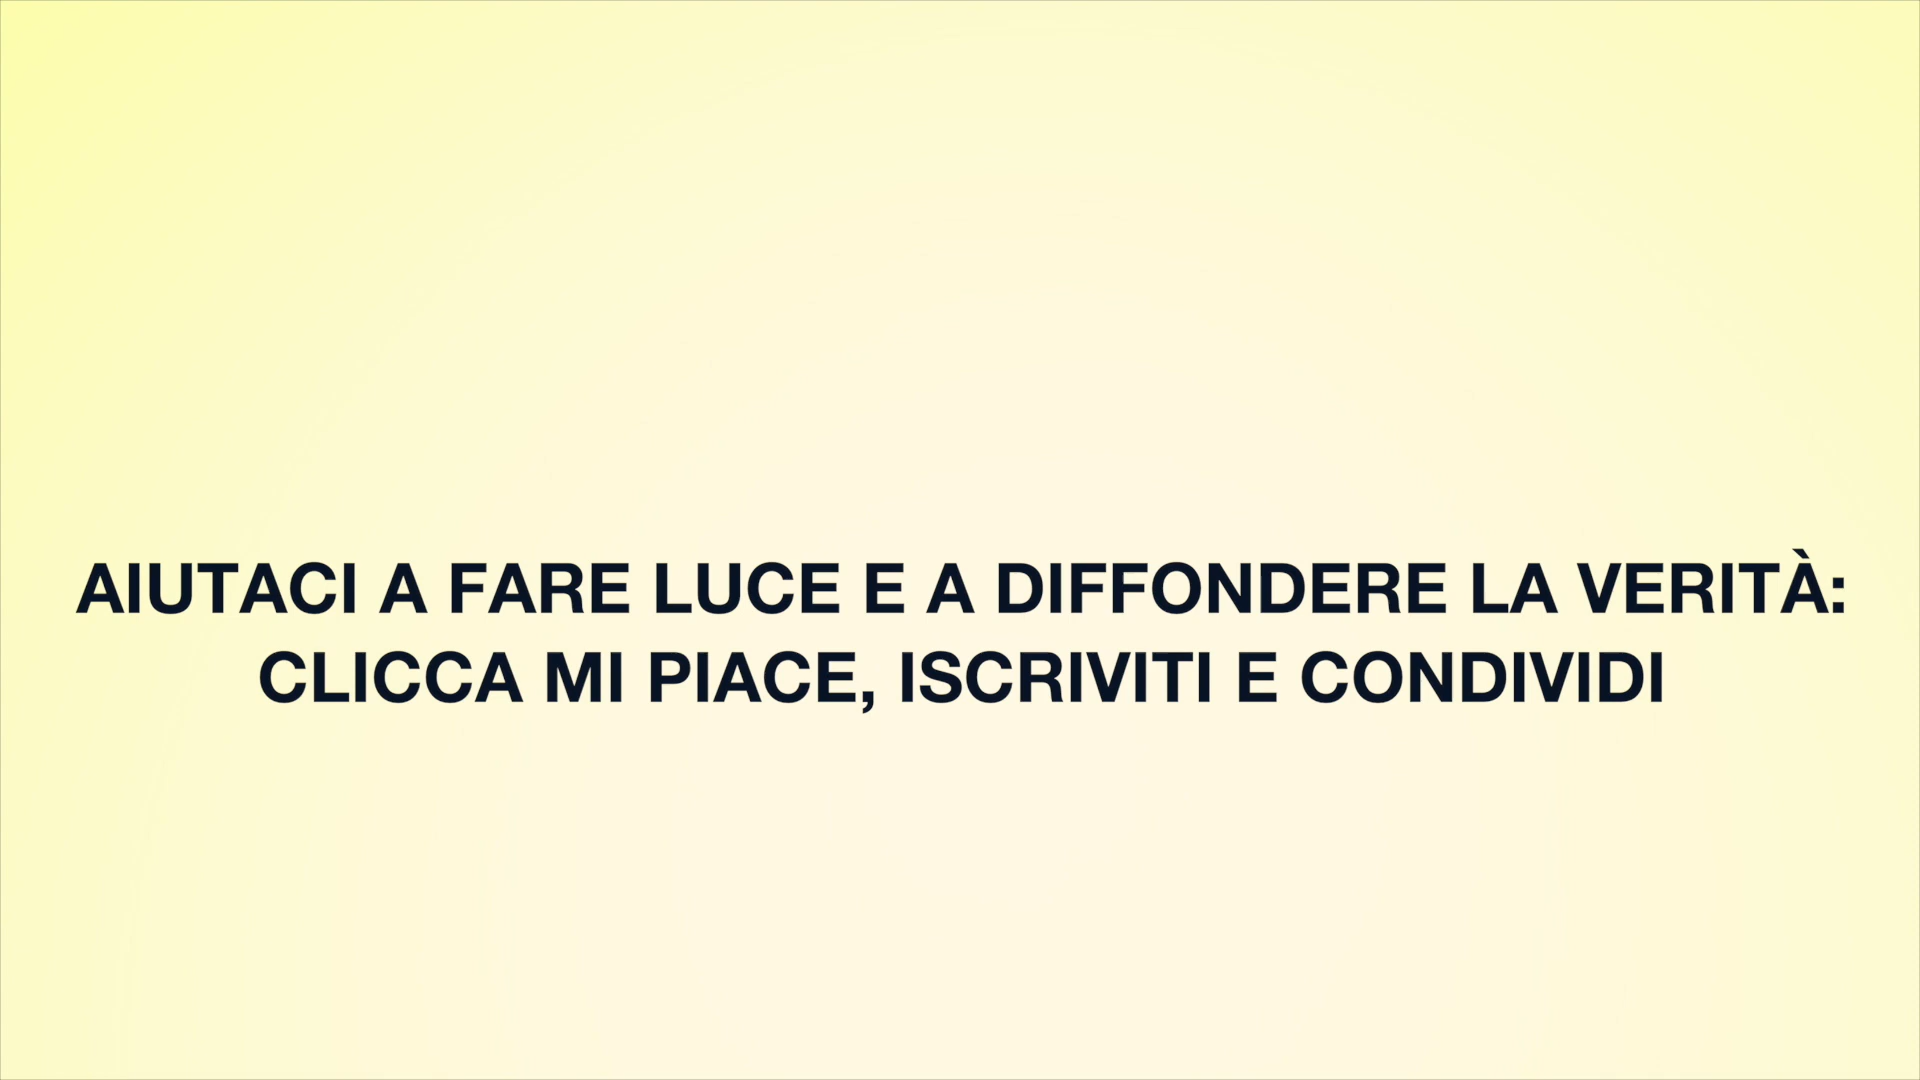 AIUTACI A FARE LUCE E A DIFFONDERE LA VERITÀ:
CLICCA MI PIACE, ISCRIVITI E CONDIVIDI